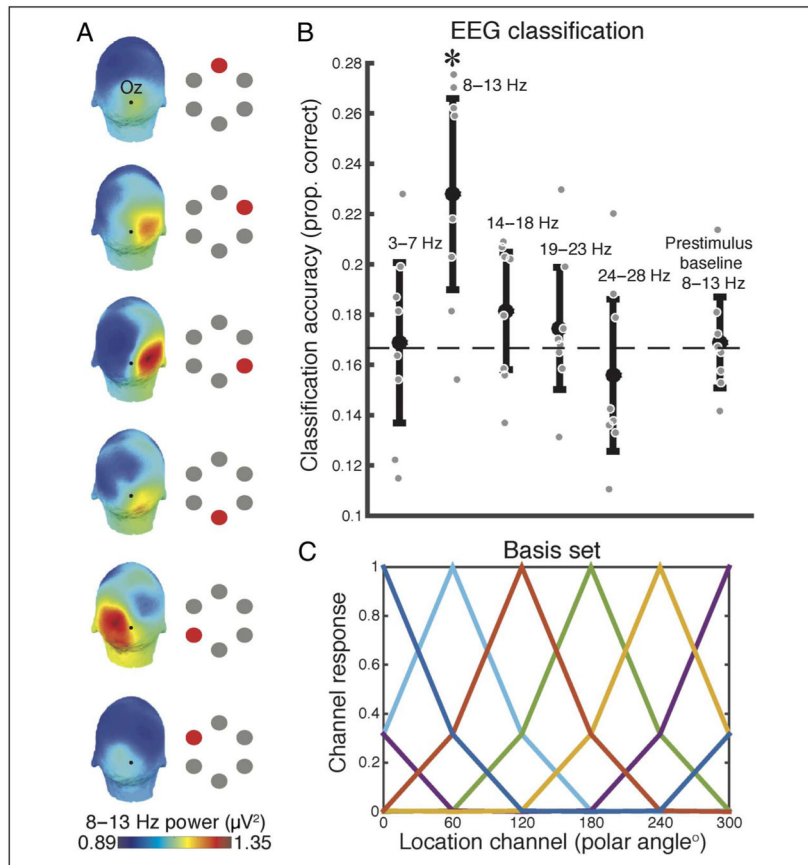 A
Oz
8–13 Hz power (μV²)
0.89
1.35
B
EEG classification
Classification accuracy (prop. correct)
0.28
0.26
0.24
0.22
0.2
0.18
0.16
0.14
0.12
0.1
*
8–13 Hz
3–7 Hz
14–18 Hz
19–23 Hz
24–28 Hz
Prestimulus
baseline
8–13 Hz
C
Basis set
Channel response
1
0.8
0.6
0.4
0.2
0
0
60
120
180
240
300
Location channel (polar angle°)